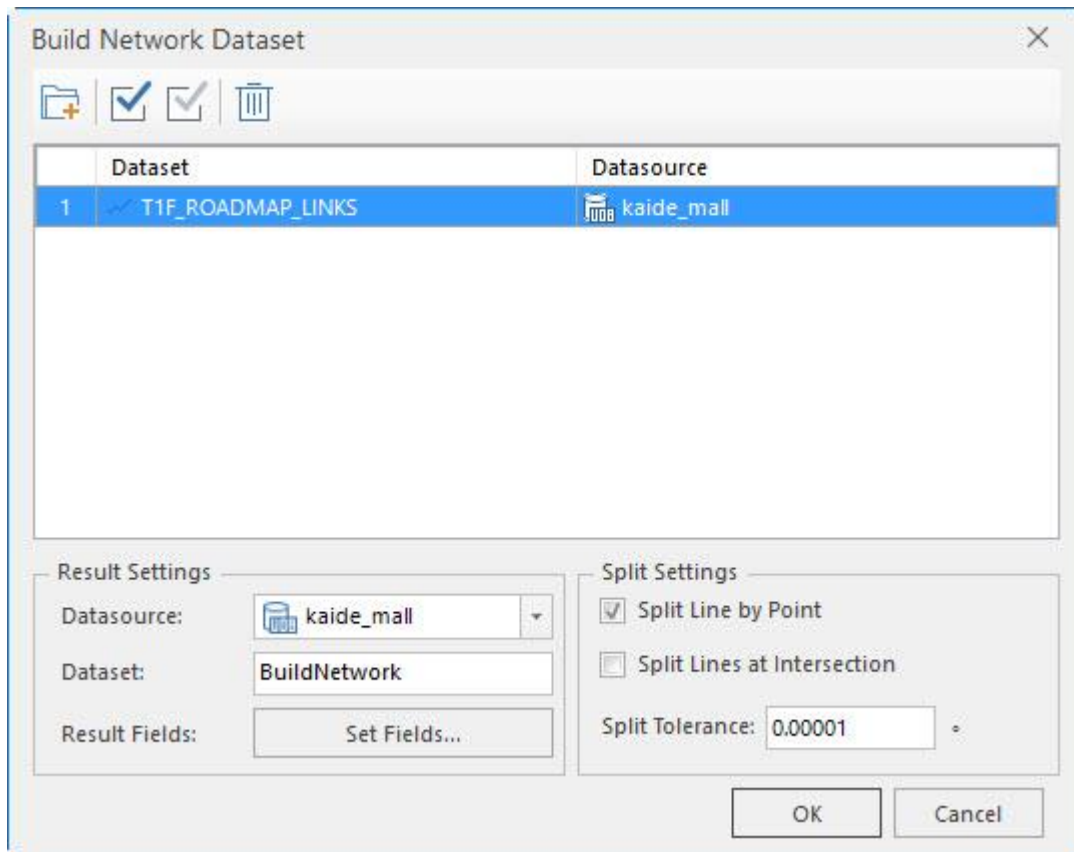 Build Network Dataset
Dataset Datasource
1 T1F_ROADMAP_LINKS UDB kaide_mall
Result Settings
Datasource: kaide_mall
Dataset: BuildNetwork
Result Fields: Set Fields...
Split Settings
Split Line by Point
Split Lines at Intersection
Split Tolerance: 0.00001 °
OK Cancel